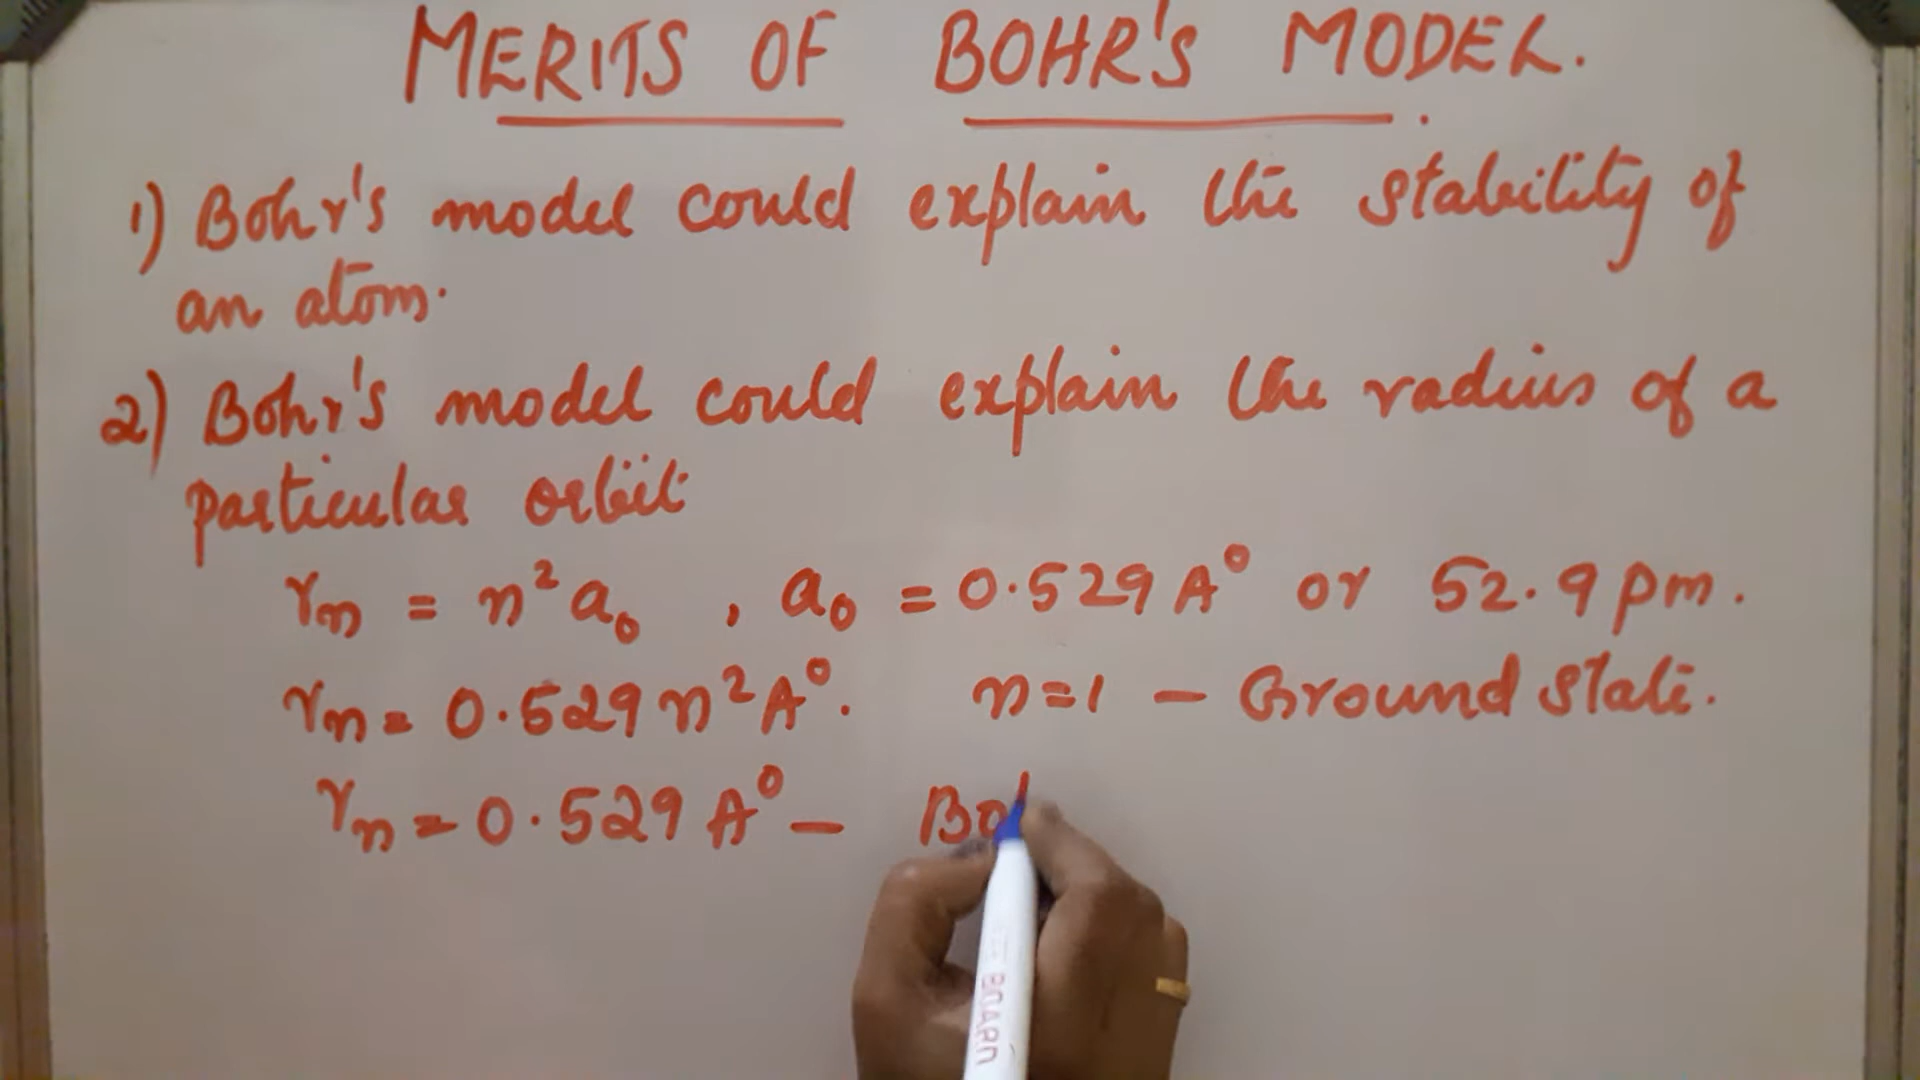 MERITS OF BOHR'S MODEL.
1) Bohr's model could explain the stability of
an atom.
2) Bohr's model could explain the radius of a
particular orbit
rn = n²a₀ , a₀ = 0.529 A° or 52.9 pm.
rn = 0.529 n² A°. n=1 – Ground state.
rn = 0.529 A° – Bo
BOARD